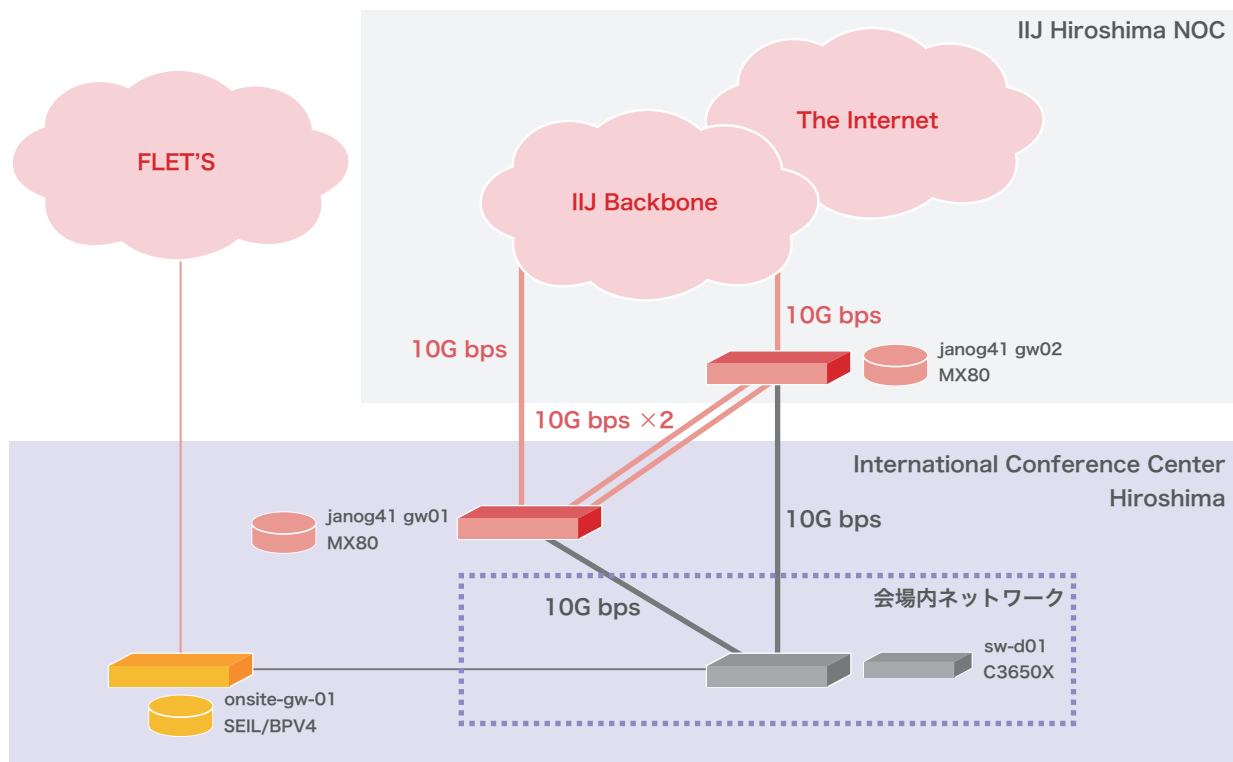 IIJ Hiroshima NOC
The Internet
FLET’S
IIJ Backbone
10G bps
10G bps
janog41 gw02
MX80
10G bps ×2
International Conference Center
Hiroshima
janog41 gw01
MX80
10G bps
会場内ネットワーク
10G bps
sw-d01
C3650X
onsite-gw-01
SEIL/BPV4